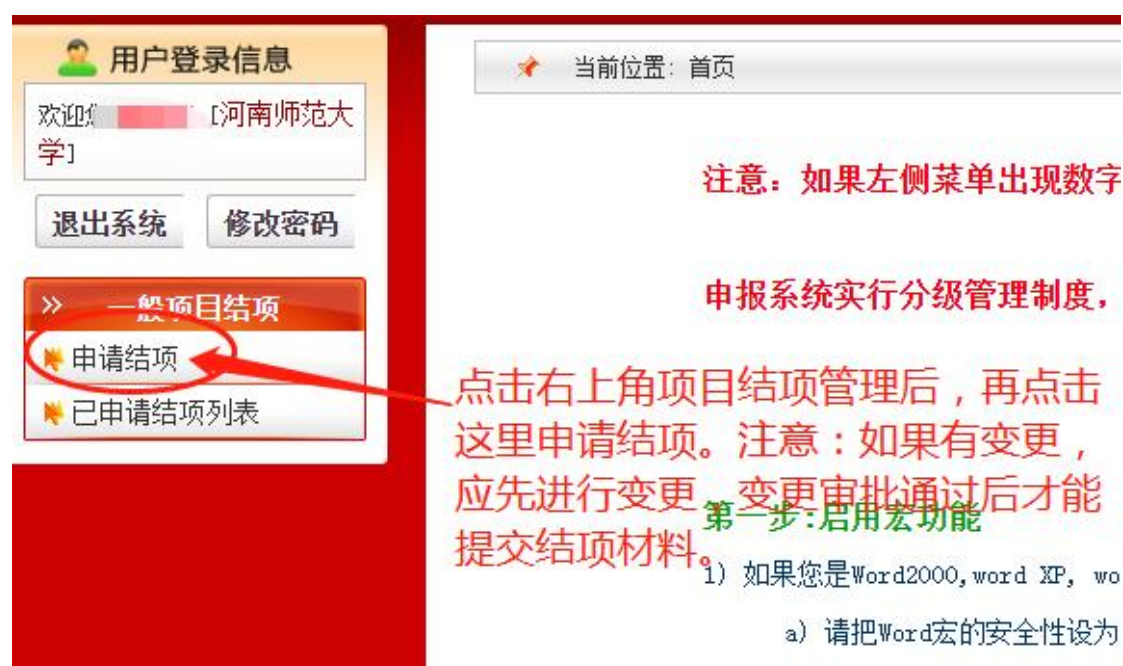 用户登录信息
欢迎 [河南师范大
学]
退出系统 修改密码
一般项目结项
申请结项
已申请结项列表
当前位置：首页
注意：如果左侧菜单出现数字
申报系统实行分级管理制度，
点击右上角项目结项管理后，再点击
这里申请结项。注意：如果有变更，
应先进行变更，变更审批通过后才能
提交结项材料。
第一步:启用宏功能
1) 如果您是Word2000,word XP, wo
a) 请把Word宏的安全性设为